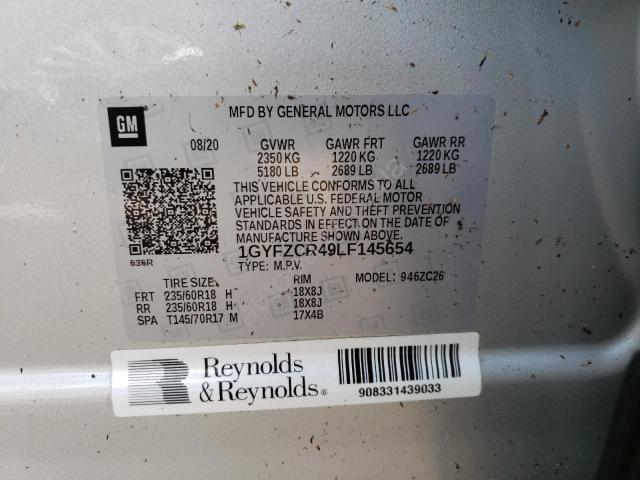 GM
MFD BY GENERAL MOTORS LLC
08/20 GVWR GAWR FRT GAWR RR
2350 KG 1220 KG 1220 KG
5180 LB 2689 LB 2689 LB
THIS VEHICLE CONFORMS TO ALL
APPLICABLE U.S. FEDERAL MOTOR
VEHICLE SAFETY AND THEFT PREVENTION
STANDARDS IN EFFECT ON THE DATE OF
MANUFACTURE SHOWN ABOVE.
636R 1GYFZCR49LF145654
TYPE: M.P.V. MODEL: 946ZC26
TIRE SIZE RIM
FRT 235/60R18 H 18X8J
RR 235/60R18 H 18X8J
SPA T145/70R17 M 17X4B
Reynolds
& Reynolds®
908331439033